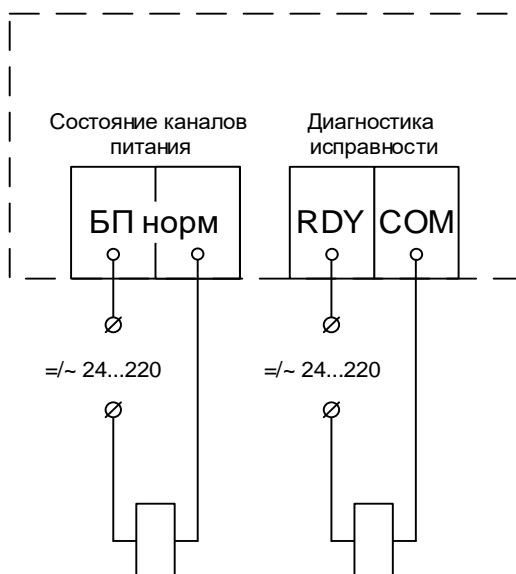 Состояние каналов
питания
Диагностика
исправности
БП норм
RDY COM
=/~ 24...220
=/~ 24...220